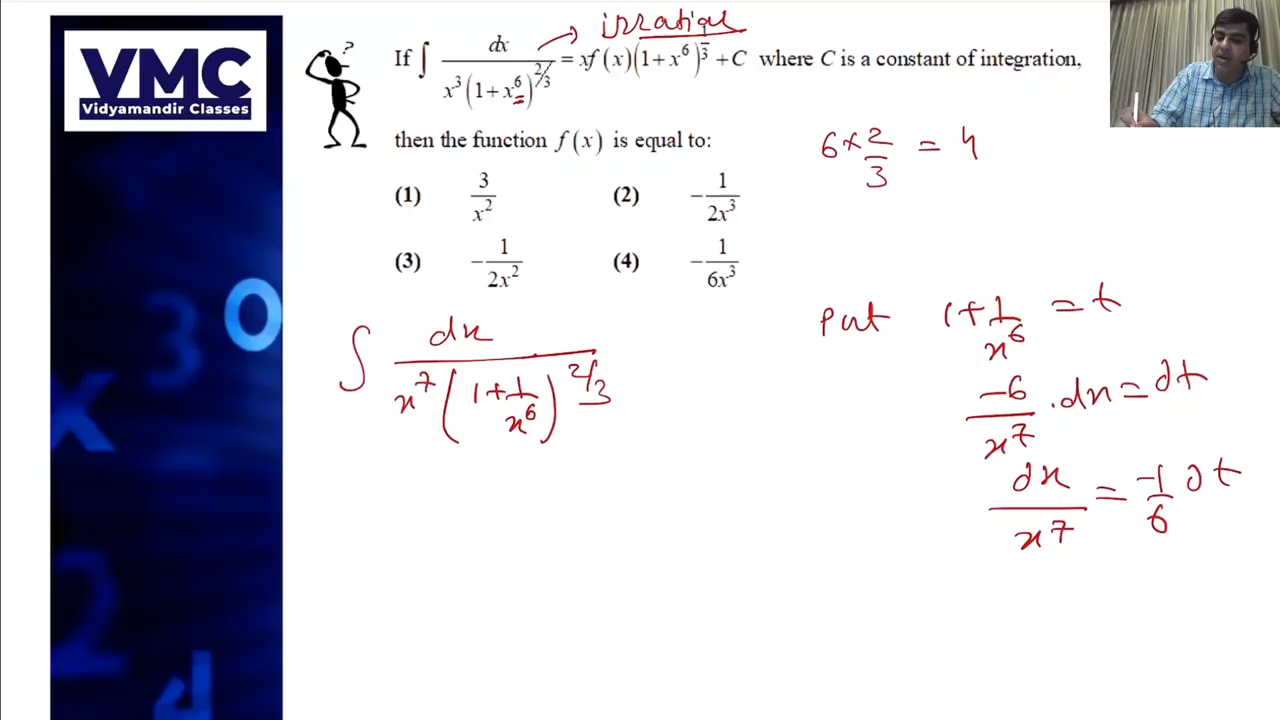 VMC
Vidyamandir Classes
?
irrational
If ∫ dx / x³(1+x⁶)^(2/3) = xf(x)(1+x⁶)^(1/3) + C where C is a constant of integration,
then the function f(x) is equal to:
6 × 2/3 = 4
(1) 3/x² (2) -1/2x³
(3) -1/2x² (4) -1/6x³
∫ dx / x⁷(1+1/x⁶)^(2/3)
put 1+1/x⁶ = t
-6/x⁷ . dx = dt
dx/x⁷ = -1/6 dt